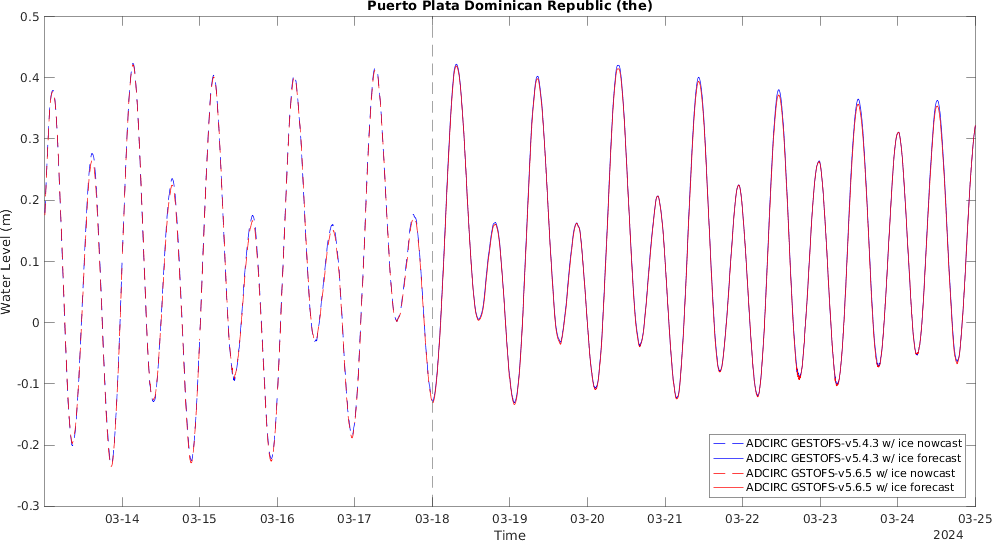 Puerto Plata Dominican Republic (the)
0.5
0.4
0.3
0.2
0.1
0
-0.1
-0.2
-0.3
Water Level (m)
ADCIRC GESTOFS-v5.4.3 w/ ice nowcast
ADCIRC GESTOFS-v5.4.3 w/ ice forecast
ADCIRC GSTOFS-v5.6.5 w/ ice nowcast
ADCIRC GSTOFS-v5.6.5 w/ ice forecast
03-14 03-15 03-16 03-17 03-18 03-19 03-20 03-21 03-22 03-23 03-24 03-25
Time
2024